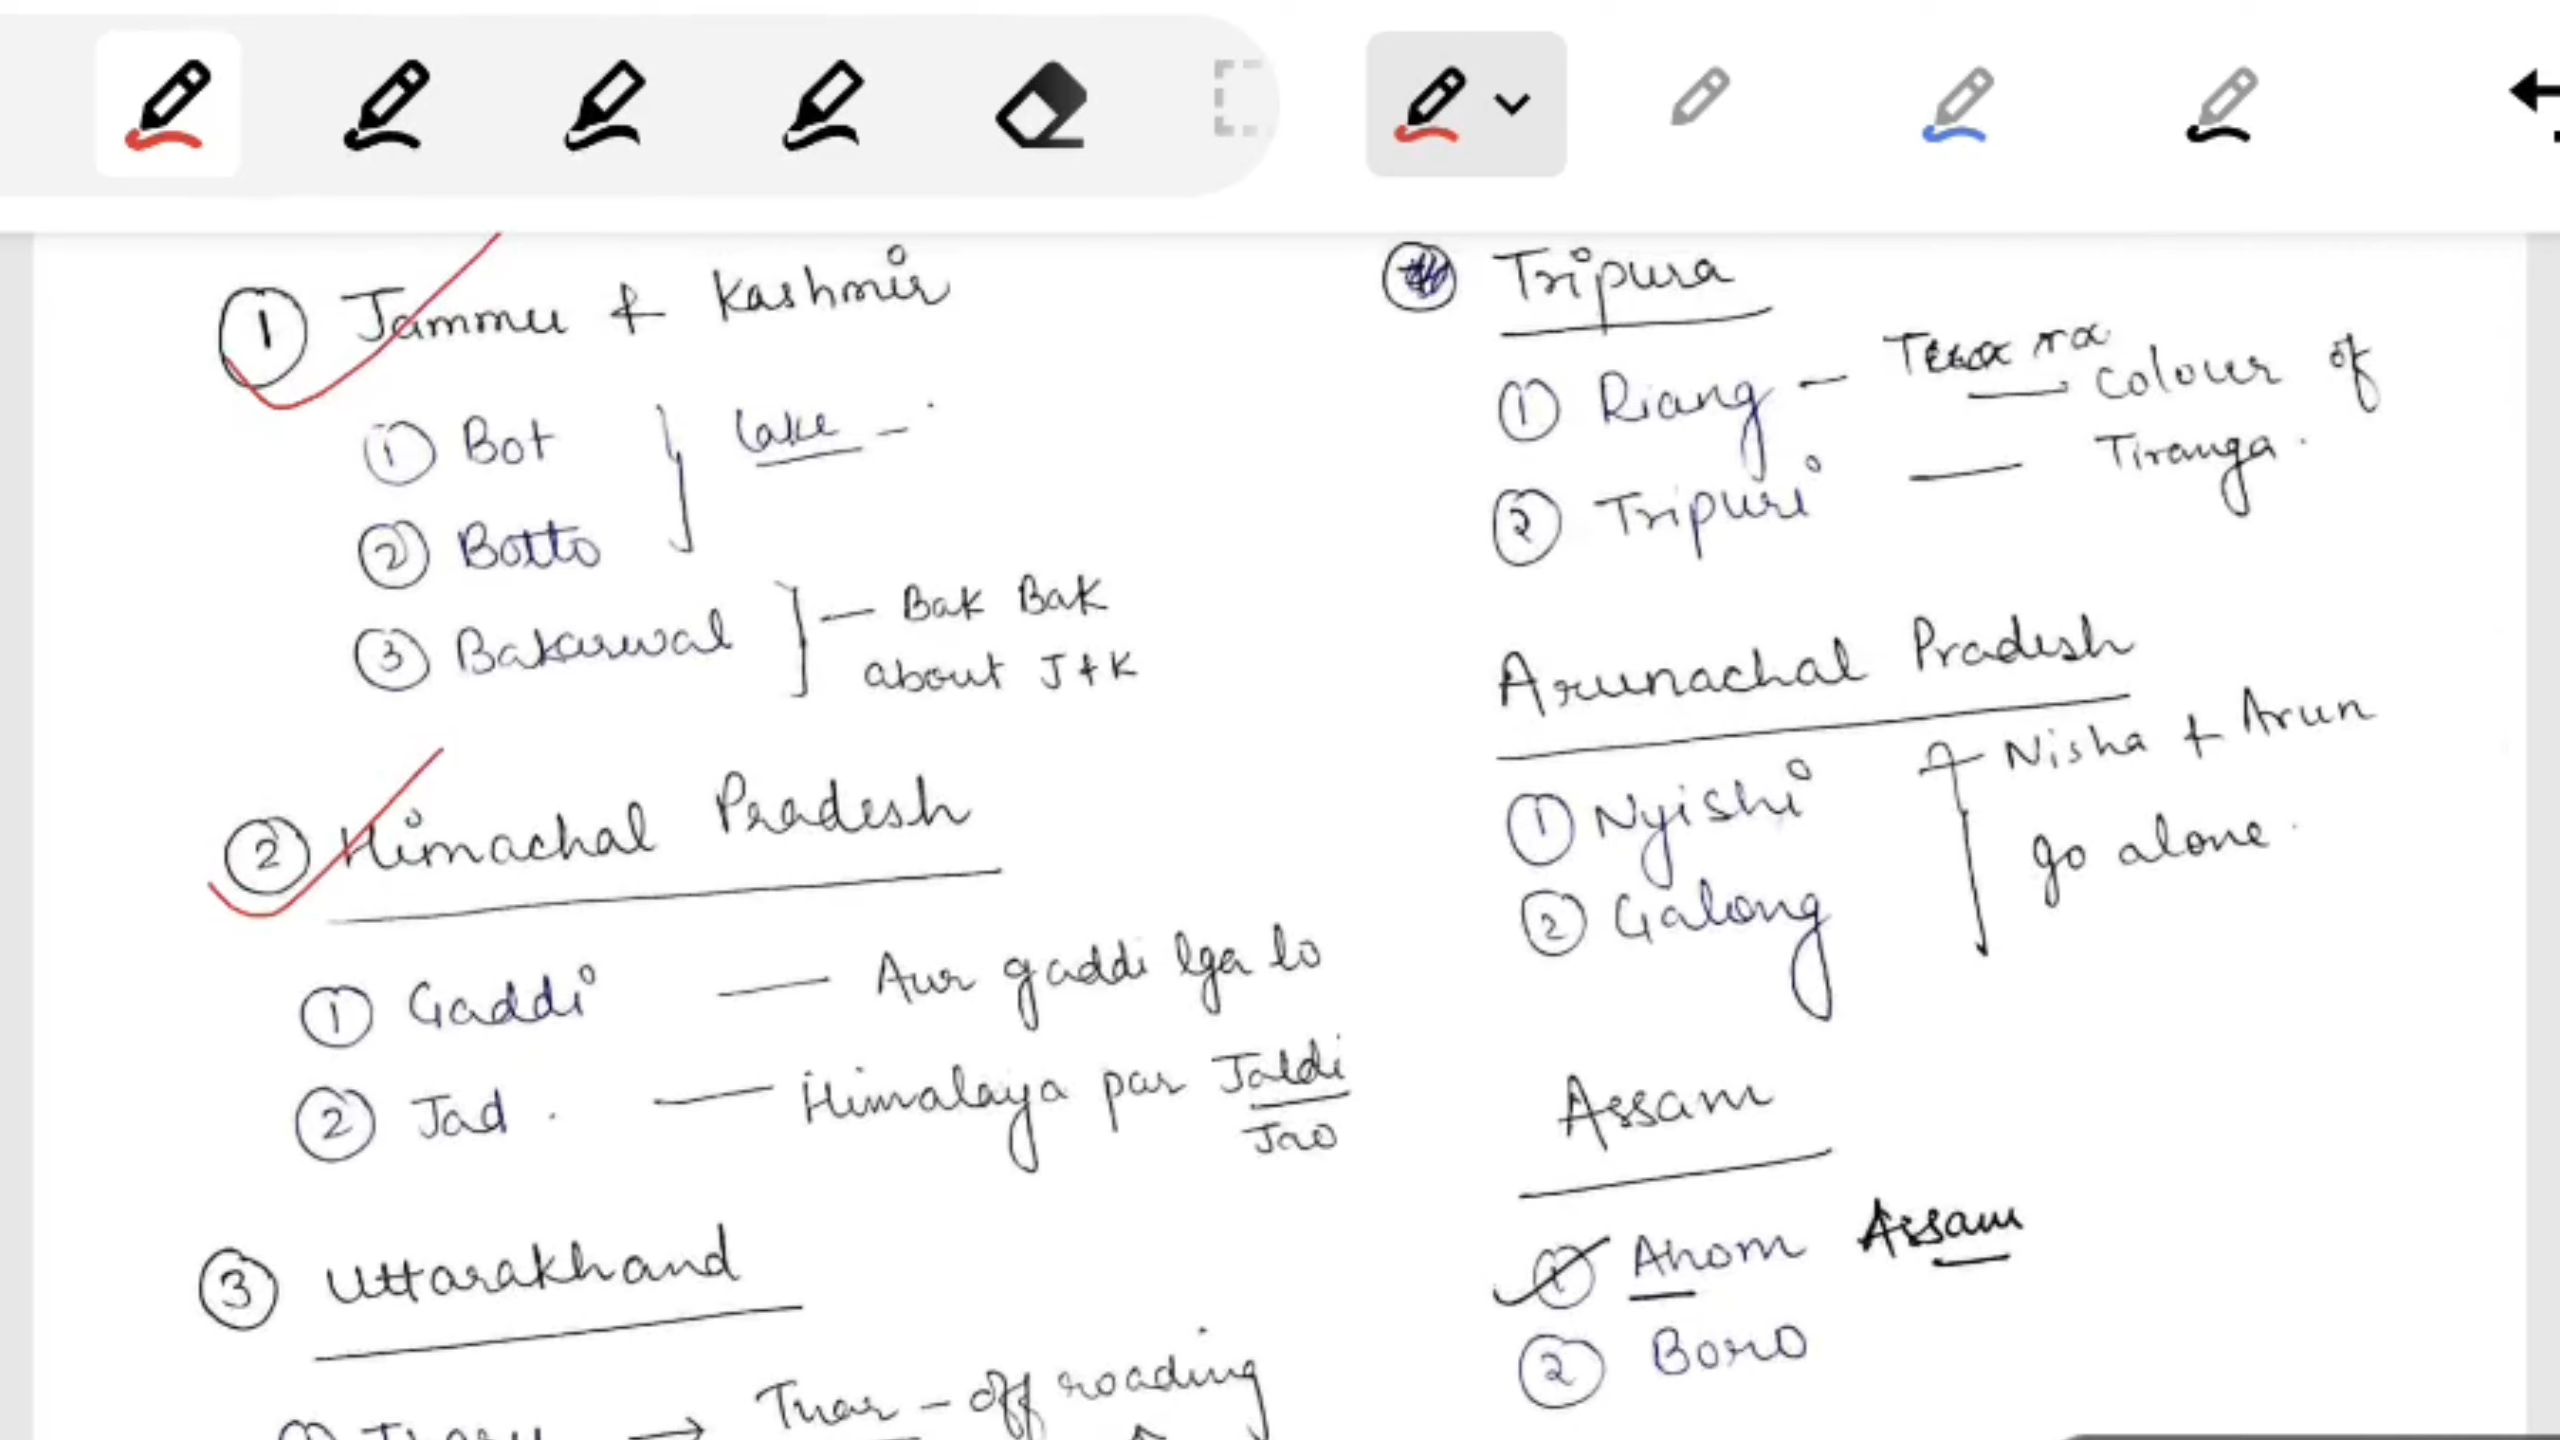 ① Jammu & Kashmir
① Bot
Lake -
② Botto
③ Bakarwal
- Bak Bak
about J & K
② Himachal Pradesh
① Gaddi — Aur gaddi lga lo
② Jad . — Himalaya par Jaldi
Jao
③ Uttarakhand
Thar - off roading
Tripura
① Riang —
Colour of
② Tripuri — Tiranga.
Arunachal Pradesh
① Nyishi
Nisha & Arun
② Galong
go alone.
Assam
① Ahom Assam
② Boro